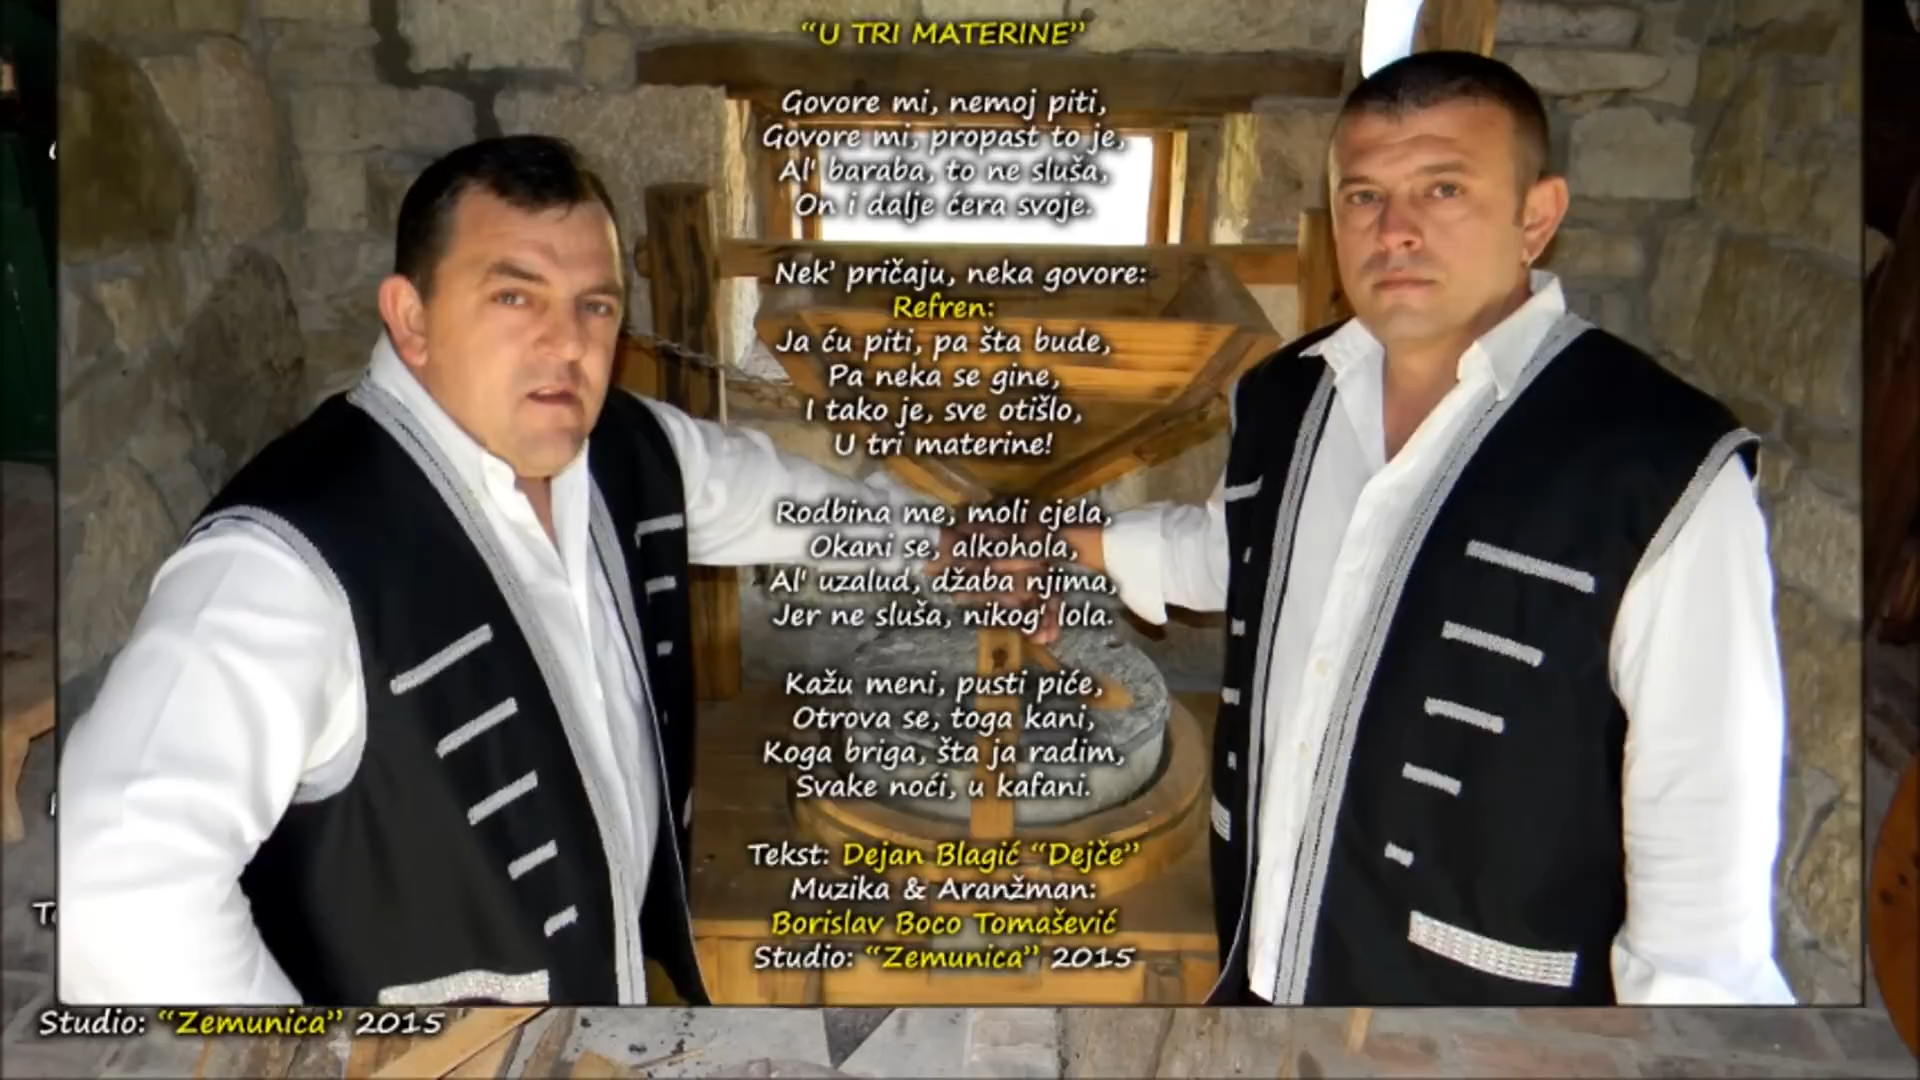 “U TRI MATERINE”
Govore mi, nemoj piti,
Govore mi, propast to je,
Al' baraba, to ne sluša,
On i dalje ćera svoje.
Nek’ pričaju, neka govore:
Refren:
Ja ću piti, pa šta bude,
Pa neka se gine,
I tako je, sve otišlo,
U tri materine!
Rodbina me, moli cjela,
Okani se, alkohola,
Al' uzalud, džaba njima,
Jer ne sluša, nikog' lola.
Kažu meni, pusti piće,
Otrova se, toga kani,
Koga briga, šta ja radim,
Svake noći, u kafani.
Tekst: Dejan Blagić “Dejče”
Muzika & Aranžman:
Borislav Boco Tomašević
Studio: “Zemunica” 2015
Studio: “Zemunica” 2015